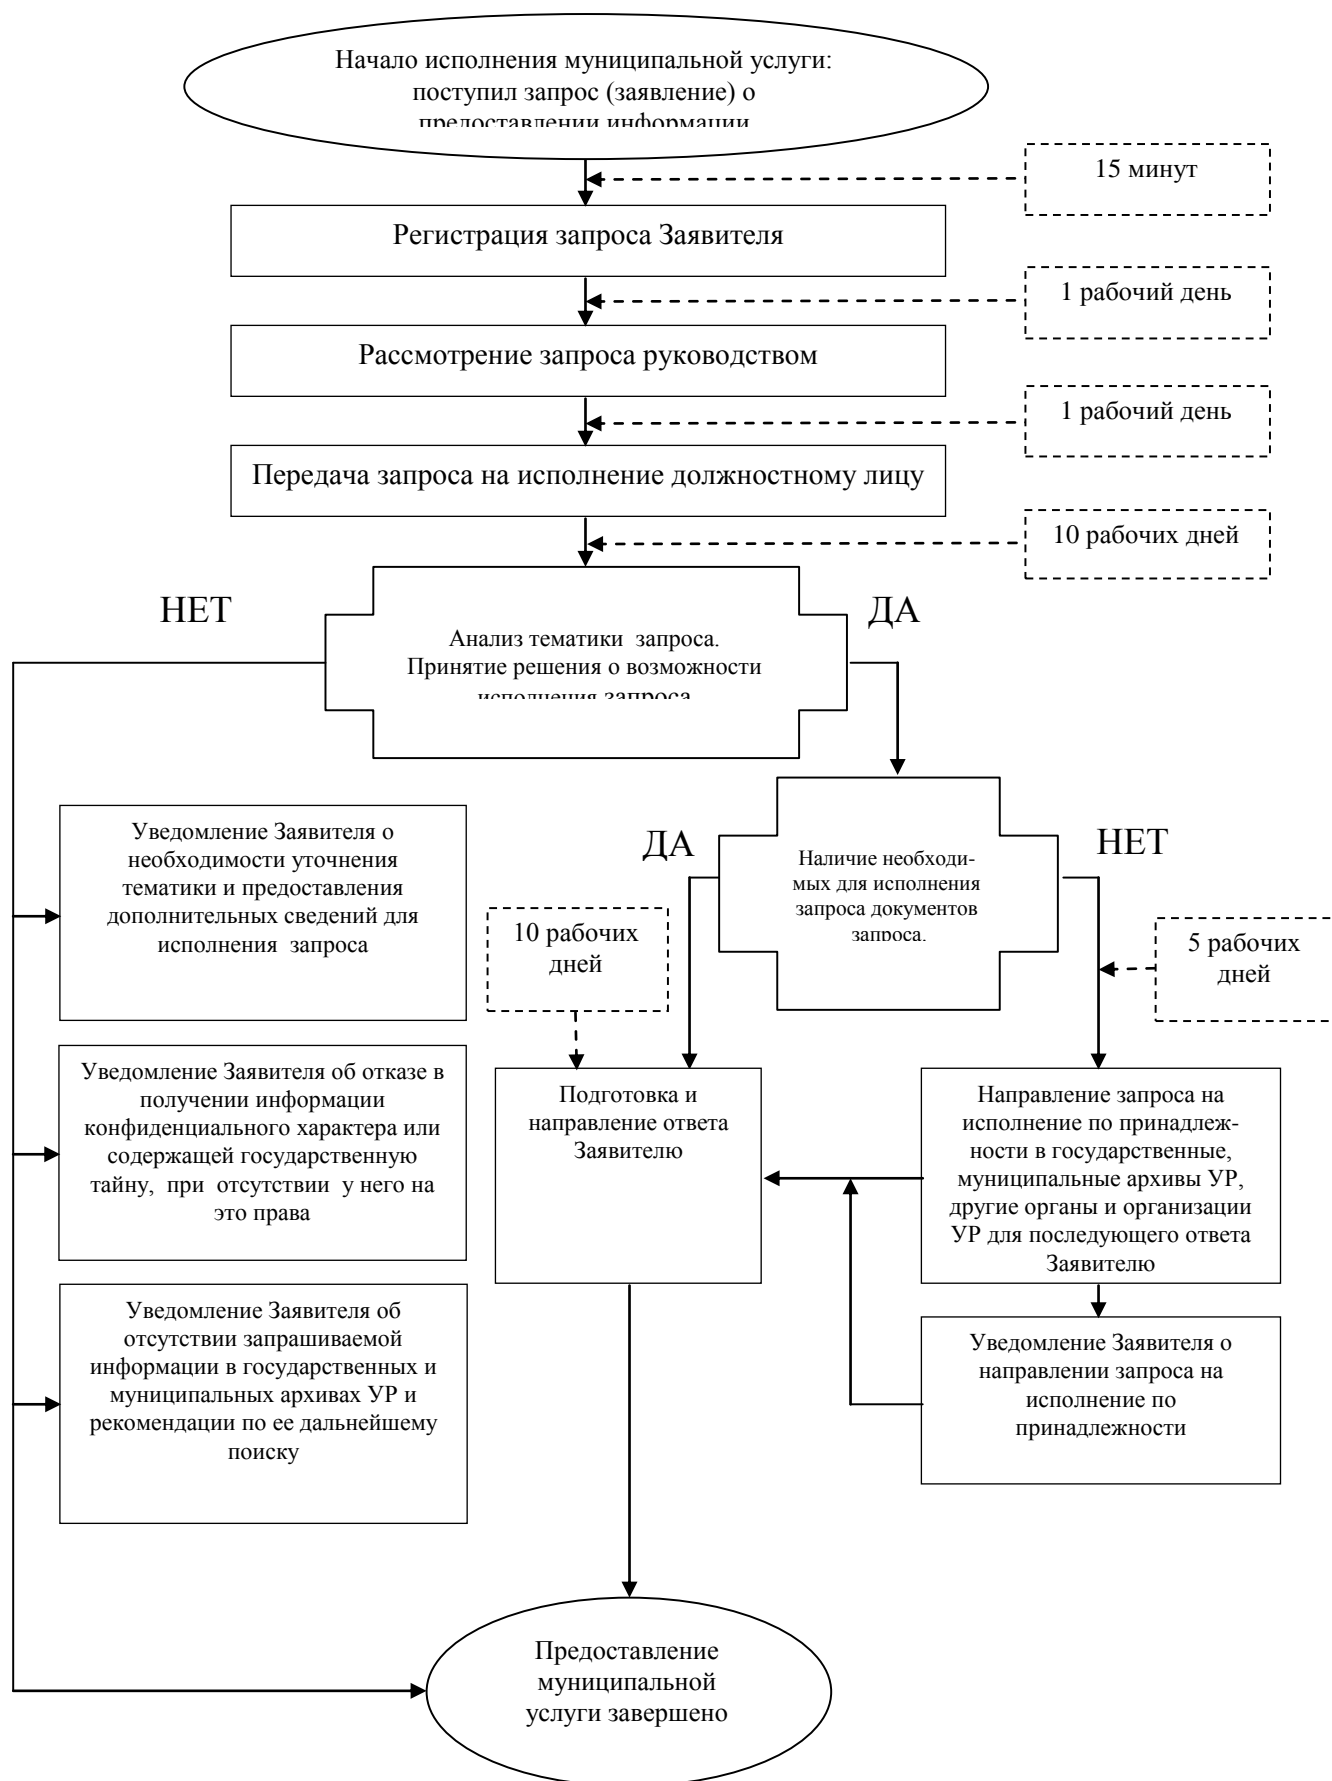 Начало исполнения муниципальной услуги:
поступил запрос (заявление) о
предоставлении информации
15 минут
Регистрация запроса Заявителя
1 рабочий день
Рассмотрение запроса руководством
1 рабочий день
Передача запроса на исполнение должностному лицу
10 рабочих дней
НЕТ
ДА
Анализ тематики запроса.
Принятие решения о возможности
исполнения запроса
Уведомление Заявителя о
необходимости уточнения
тематики и предоставления
дополнительных сведений для
исполнения запроса
ДА
НЕТ
Наличие необходи-
мых для исполнения
запроса документов
запроса.
10 рабочих
дней
5 рабочих
дней
Уведомление Заявителя об отказе в
получении информации
конфиденциального характера или
содержащей государственную
тайну, при отсутствии у него на
это права
Подготовка и
направление ответа
Заявителю
Направление запроса на
исполнение по принадлеж-
ности в государственные,
муниципальные архивы УР,
другие органы и организации
УР для последующего ответа
Заявителю
Уведомление Заявителя об
отсутствии запрашиваемой
информации в государственных и
муниципальных архивах УР и
рекомендации по ее дальнейшему
поиску
Уведомление Заявителя о
направлении запроса на
исполнение по
принадлежности
Предоставление
муниципальной
услуги завершено